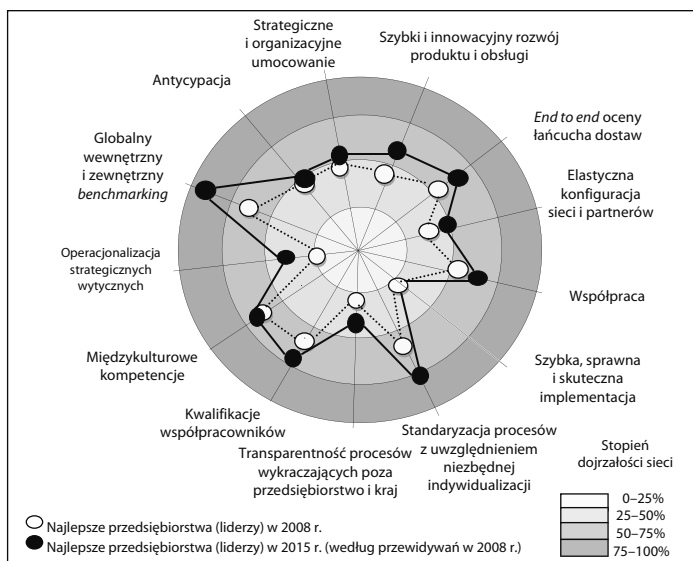 Strategiczne
i organizacyjne
umocowanie
Szybki i innowacyjny rozwój
produktu i obsługi
End to end oceny
łańcucha dostaw
Elastyczna
konfiguracja
sieci i partnerów
Współpraca
Szybka, sprawna
i skuteczna
implementacja
Standaryzacja procesów
z uwzględnieniem
niezbędnej
indywidualizacji
Transparentność procesów
wykraczających poza
przedsiębiorstwo i kraj
Kwalifikacje
współpracowników
Międzykulturowe
kompetencje
Operacjonalizacja
strategicznych
wytycznych
Globalny
wewnętrzny
i zewnętrzny
benchmarking
Antycypacja
Stopień
dojrzałości sieci
0–25%
25–50%
50–75%
75–100%
Najlepsze przedsiębiorstwa (liderzy) w 2008 r.
Najlepsze przedsiębiorstwa (liderzy) w 2015 r. (według przewidywań w 2008 r.)